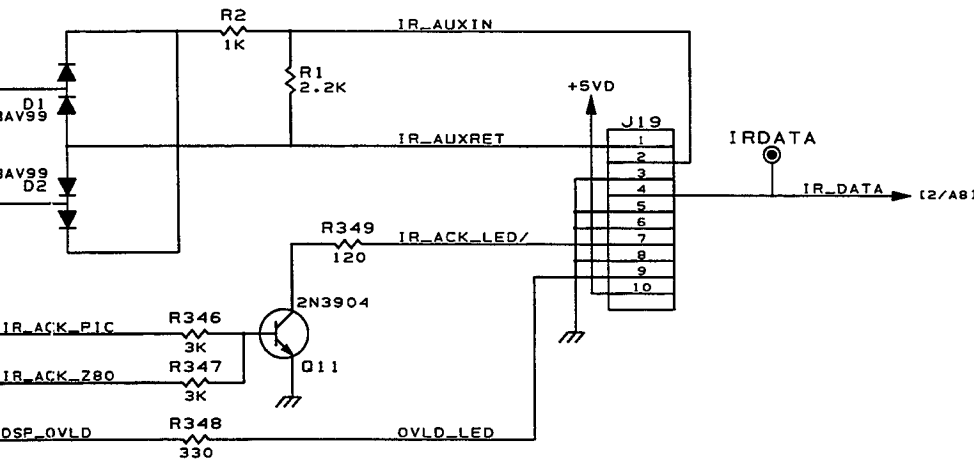 R2
IR_AUXIN
1K
R1
2.2K
+5VD
D1
BAV99
J19
1
IR_AUXRET
IRDATA
2
BAV99
3
D2
4
IR_DATA
[2/A8]
5
6
R349
IR_ACK_LED/
7
120
8
9
10
2N3904
R346
IR_ACK_PIC
3K
R347
Q11
IR_ACK_Z80
3K
R348
DSP_OVLD
OVLD_LED
330